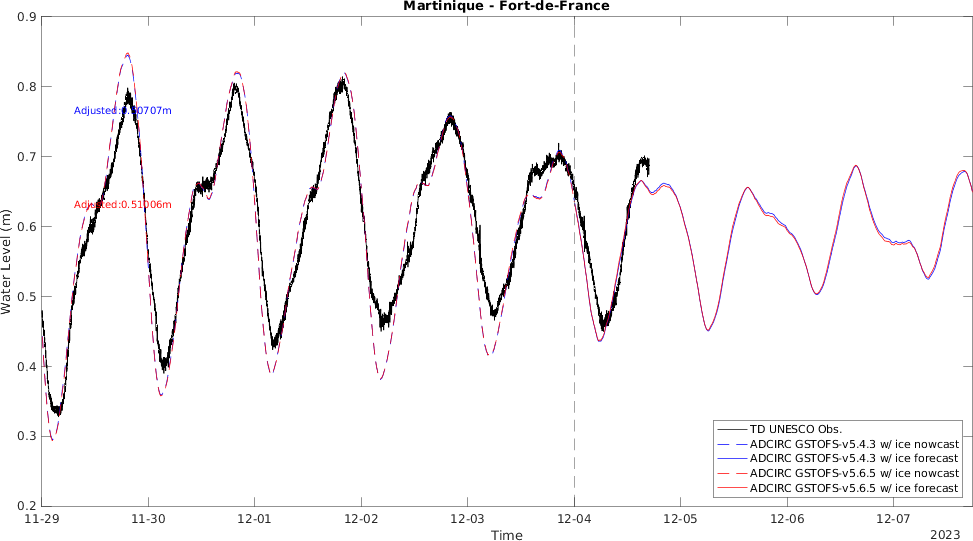 Martinique - Fort-de-France
0.9
0.8
0.7
0.6
0.5
0.4
0.3
0.2
Water Level (m)
Adjusted:0.50707m
Adjusted:0.51006m
TD UNESCO Obs.
ADCIRC GSTOFS-v5.4.3 w/ ice nowcast
ADCIRC GSTOFS-v5.4.3 w/ ice forecast
ADCIRC GSTOFS-v5.6.5 w/ ice nowcast
ADCIRC GSTOFS-v5.6.5 w/ ice forecast
11-29 11-30 12-01 12-02 12-03 12-04 12-05 12-06 12-07
Time
2023